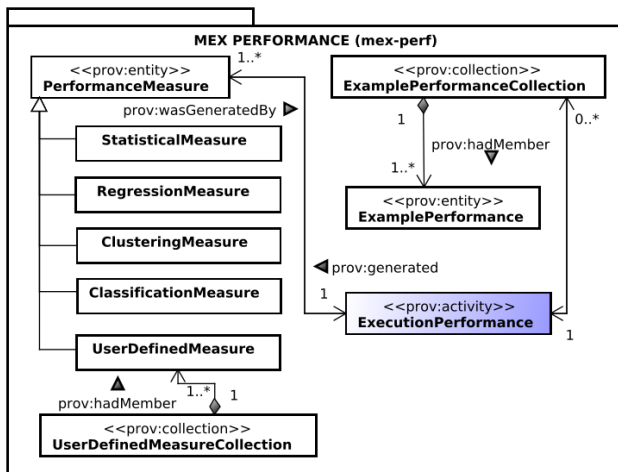 MEX PERFORMANCE (mex-perf)
<<prov:entity>>
PerformanceMeasure
1..*
prov:wasGeneratedBy
StatisticalMeasure
RegressionMeasure
ClusteringMeasure
ClassificationMeasure
UserDefinedMeasure
1..*
1
prov:hadMember
<<prov:collection>>
UserDefinedMeasureCollection
<<prov:collection>>
ExamplePerformanceCollection
1
0..*
prov:hadMember
1..*
<<prov:entity>>
ExamplePerformance
prov:generated
1
<<prov:activity>>
ExecutionPerformance
1